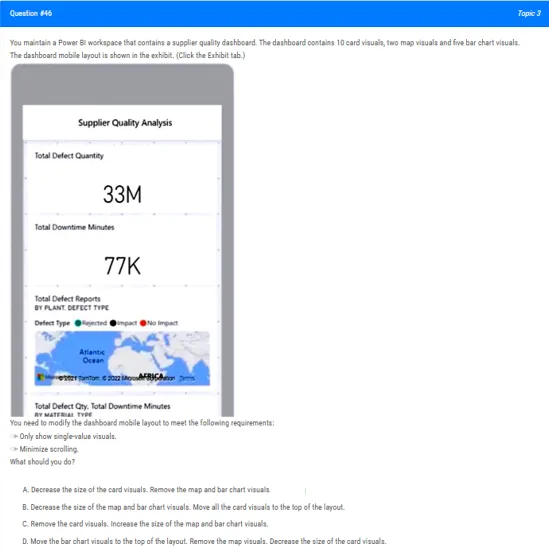 Question #46
Topic 3
You maintain a Power BI workspace that contains a supplier quality dashboard. The dashboard contains 10 card visuals, two map visuals and five bar chart visuals.
The dashboard mobile layout is shown in the exhibit. (Click the Exhibit tab.)
Supplier Quality Analysis
Total Defect Quantity
33M
Total Downtime Minutes
77K
Total Defect Reports
BY PLANT, DEFECT TYPE
Defect Type Rejected Impact No Impact
Atlantic
Ocean
AFRICA
©2021 TomTom, © 2022 Microsoft Corporation Terms
Total Defect Qty, Total Downtime Minutes
BY MATERIAL TYPE
You need to modify the dashboard mobile layout to meet the following requirements:
✑ Only show single-value visuals.
✑ Minimize scrolling.
What should you do?
A. Decrease the size of the card visuals. Remove the map and bar chart visuals.
B. Decrease the size of the map and bar chart visuals. Move all the card visuals to the top of the layout.
C. Remove the card visuals. Increase the size of the map and bar chart visuals.
D. Move the bar chart visuals to the top of the layout. Remove the map visuals. Decrease the size of the card visuals.